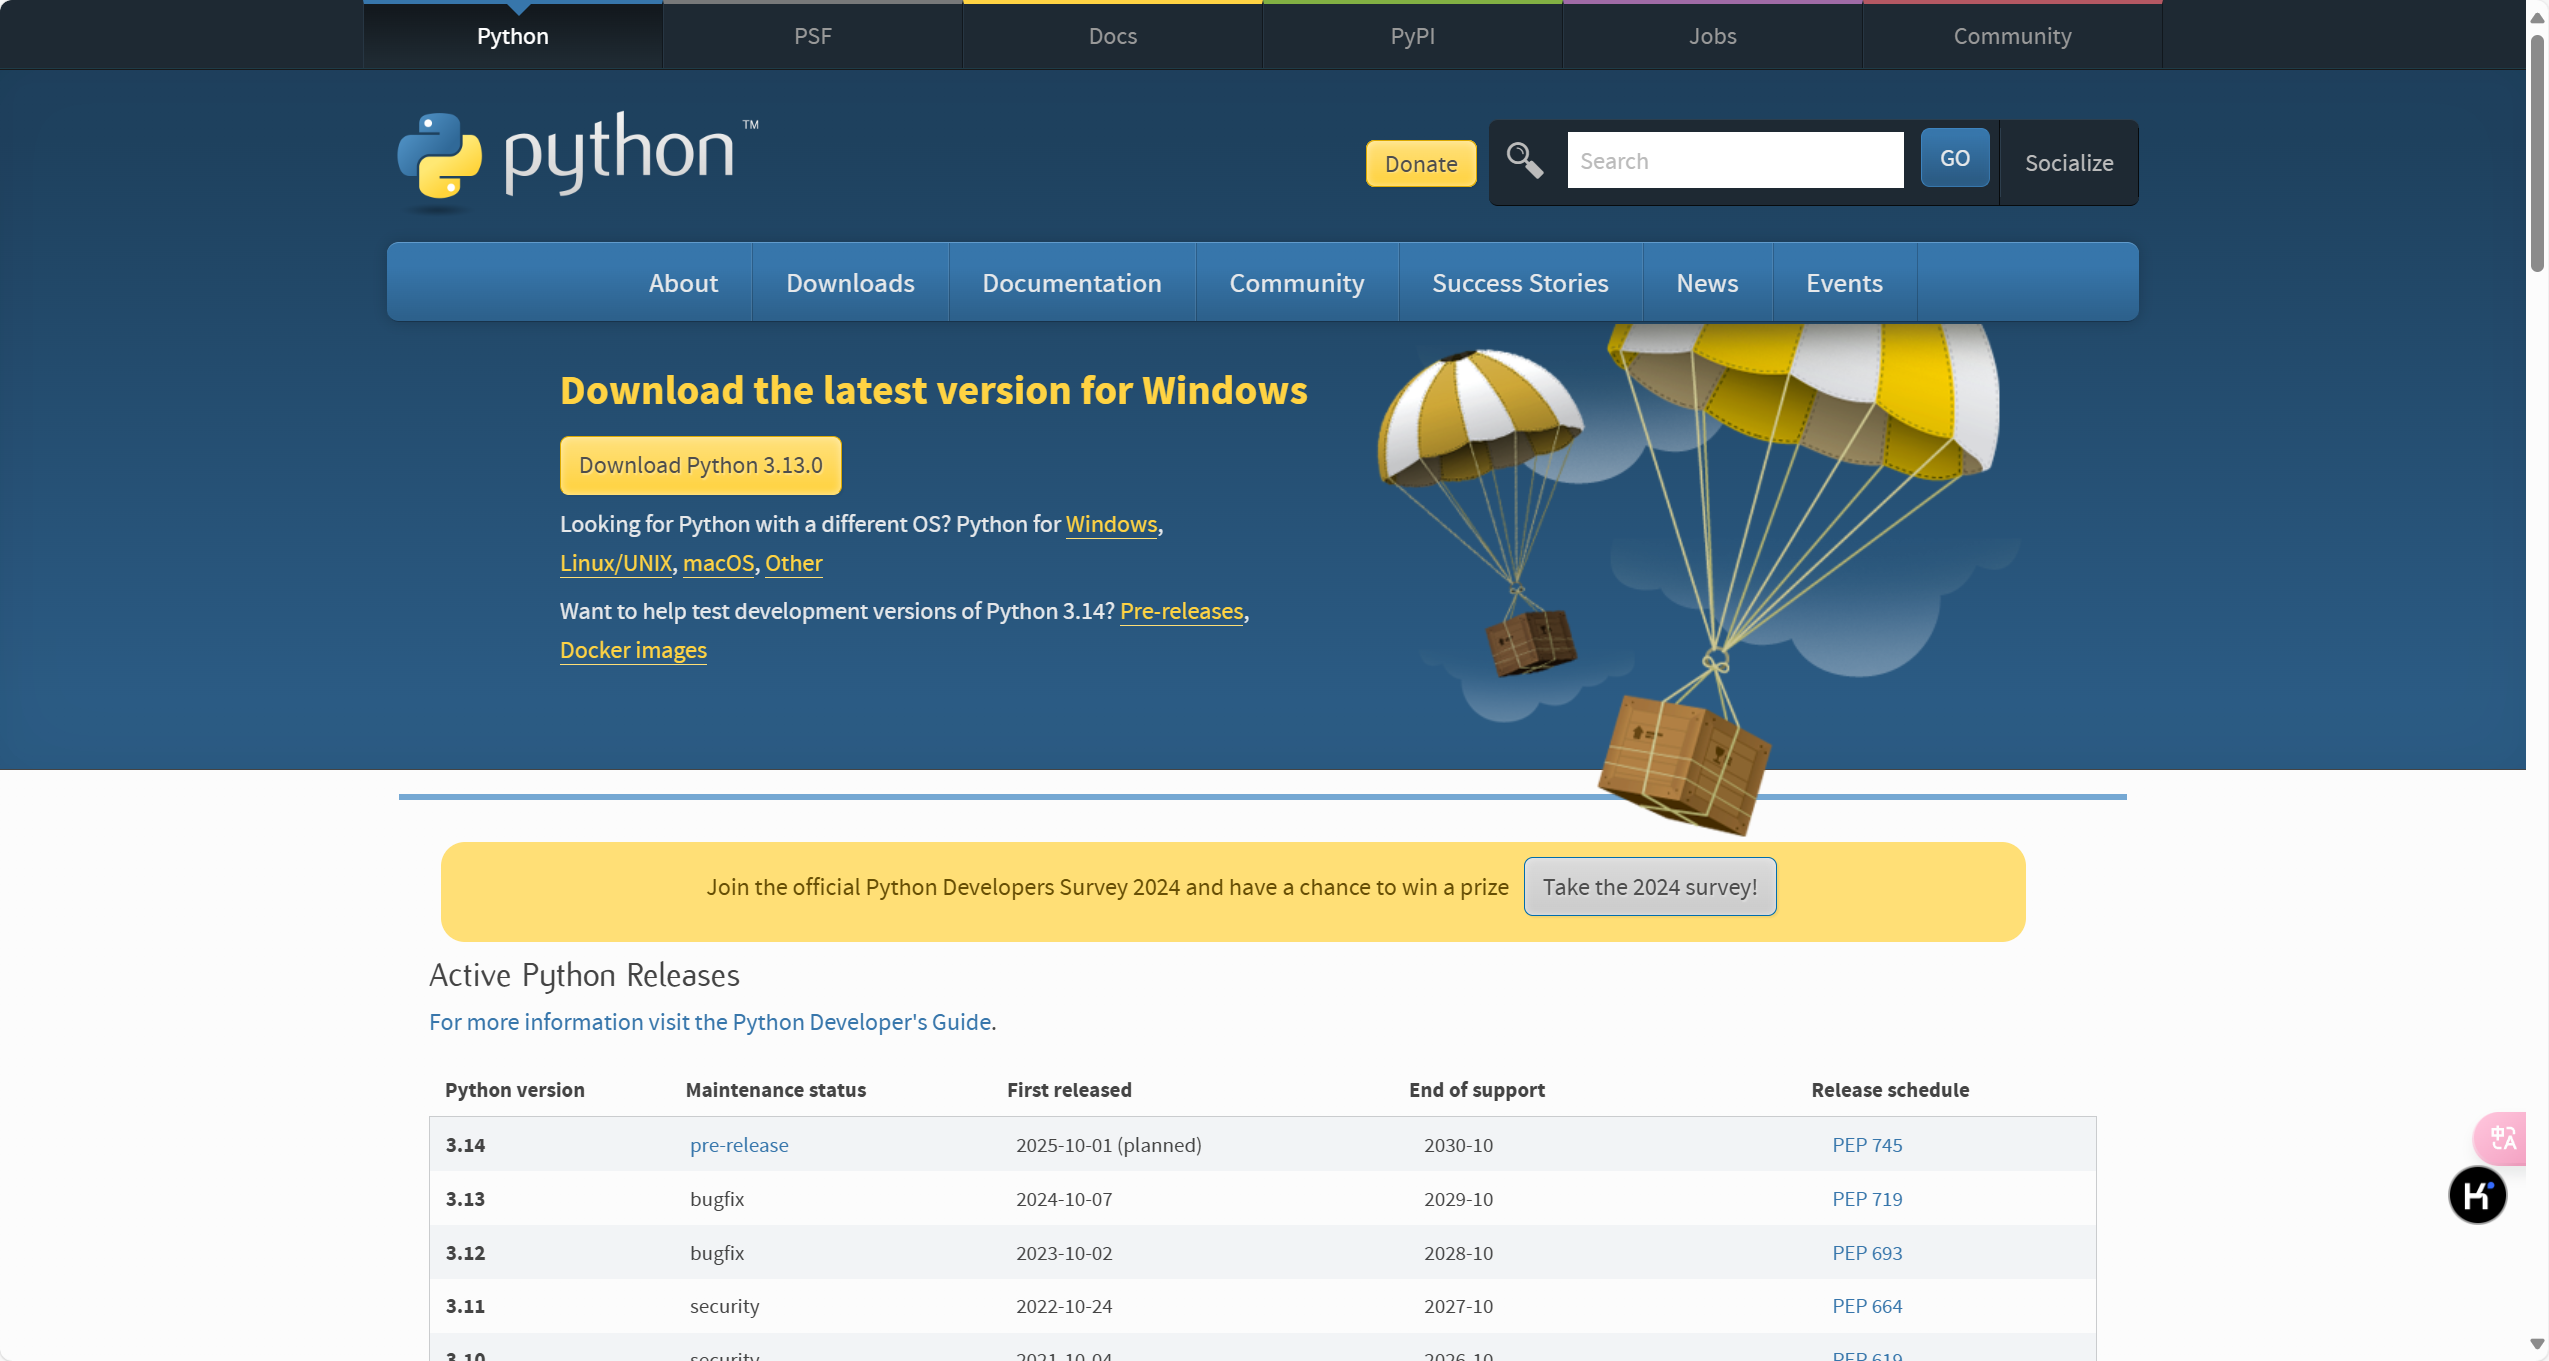 Python
PSF
Docs
PyPI
Jobs
Community
python™
Donate
Search
GO
Socialize
About
Downloads
Documentation
Community
Success Stories
News
Events
Download the latest version for Windows
Download Python 3.13.0
Looking for Python with a different OS? Python for Windows,
Linux/UNIX, macOS, Other
Want to help test development versions of Python 3.14? Pre-releases,
Docker images
Join the official Python Developers Survey 2024 and have a chance to win a prize Take the 2024 survey!
Active Python Releases
For more information visit the Python Developer's Guide.
Python version Maintenance status First released End of support Release schedule
3.14 pre-release 2025-10-01 (planned) 2030-10 PEP 745
3.13 bugfix 2024-10-07 2029-10 PEP 719
3.12 bugfix 2023-10-02 2028-10 PEP 693
3.11 security 2022-10-24 2027-10 PEP 664
3.10 security 2021-10-04 2026-10 PEP 619
中A
K